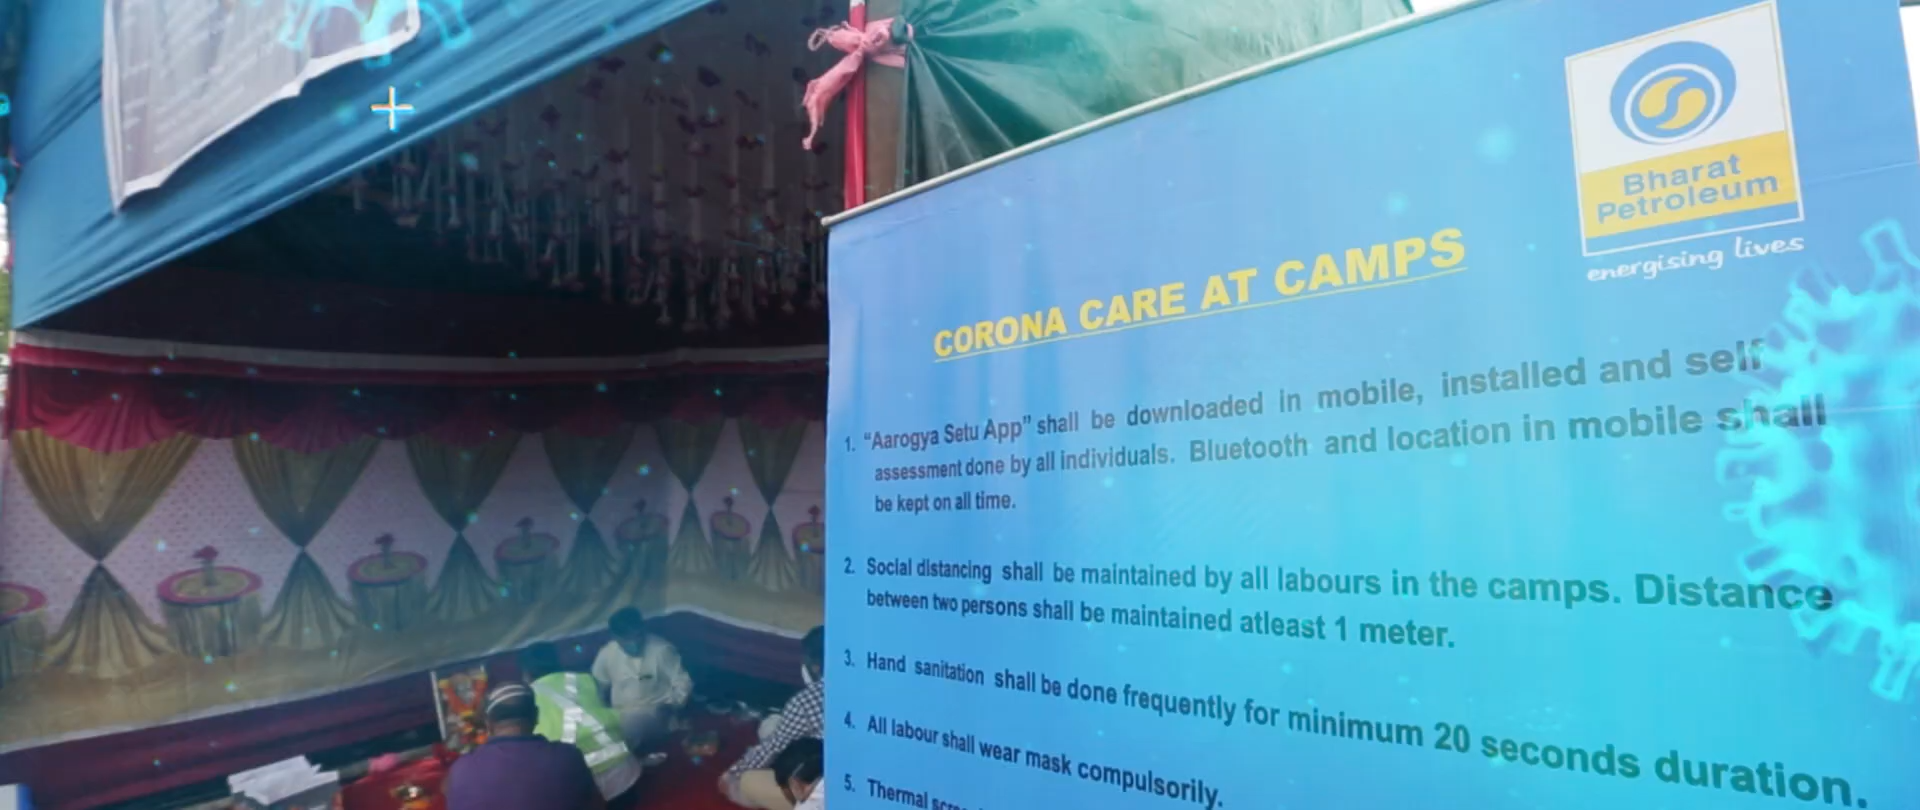 Bharat
Petroleum
energising lives
CORONA CARE AT CAMPS
1. “Aarogya Setu App” shall be downloaded in mobile, installed and self
assessment done by all individuals. Bluetooth and location in mobile shall
be kept on all time.
2. Social distancing shall be maintained by all labours in the camps. Distance
between two persons shall be maintained atleast 1 meter.
3. Hand sanitation shall be done frequently for minimum 20 seconds duration.
4. All labour shall wear mask compulsorily.
5. Thermal